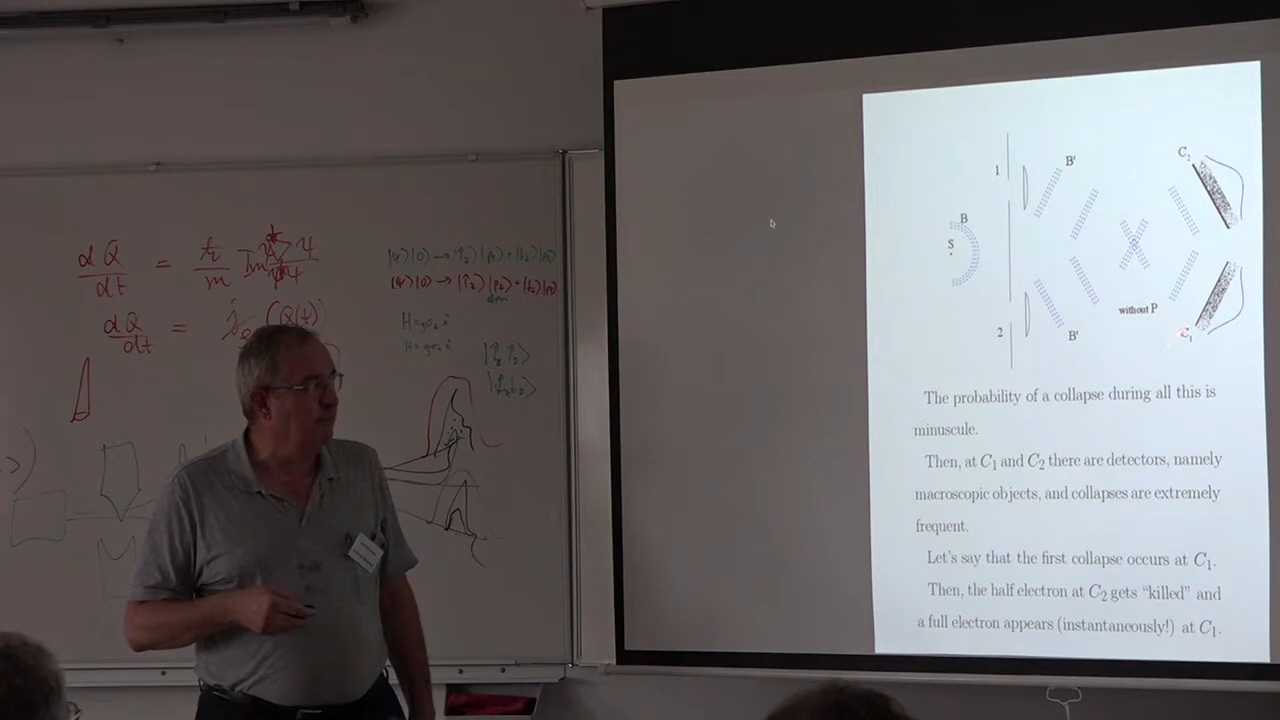 dQ/dt = ħ/m Im ψ*∇ψ/ψ*ψ
dQ/dt = (Q(t))
H=gσz
|ψ⟩|0⟩ →
|ψ⟩|0⟩ →
1
B'
C2
B
S
without P
2
B'
C1
The probability of a collapse during all this is
minuscule.
Then, at C1 and C2 there are detectors, namely
macroscopic objects, and collapses are extremely
frequent.
Let's say that the first collapse occurs at C1.
Then, the half electron at C2 gets “killed” and
a full electron appears (instantaneously!) at C1.